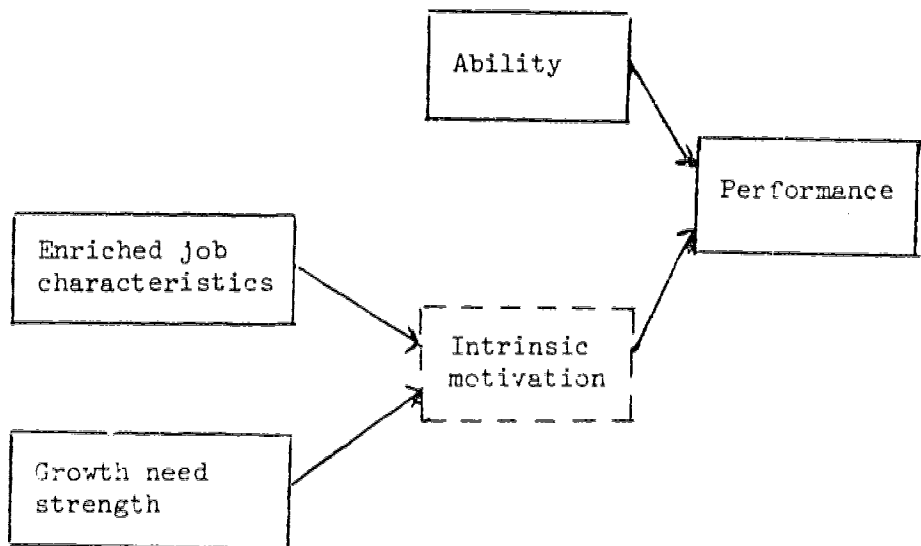 Ability
Performance
Enriched job
characteristics
Intrinsic
motivation
Growth need
strength